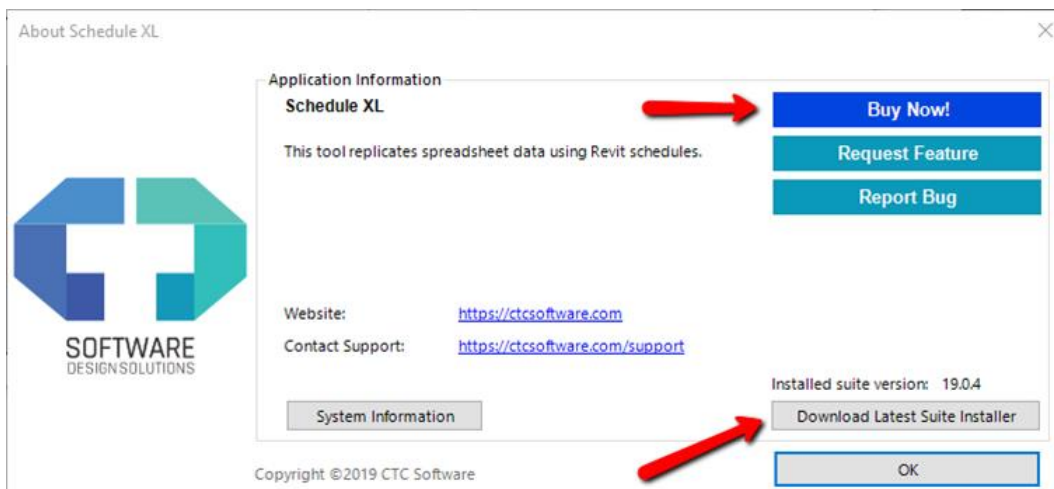 About Schedule XL
Application Information
Schedule XL
Buy Now!
This tool replicates spreadsheet data using Revit schedules.
Request Feature
Report Bug
SOFTWARE
DESIGN SOLUTIONS
Website: https://ctcsoftware.com
Contact Support: https://ctcsoftware.com/support
Installed suite version: 19.0.4
System Information
Download Latest Suite Installer
Copyright ©2019 CTC Software
OK